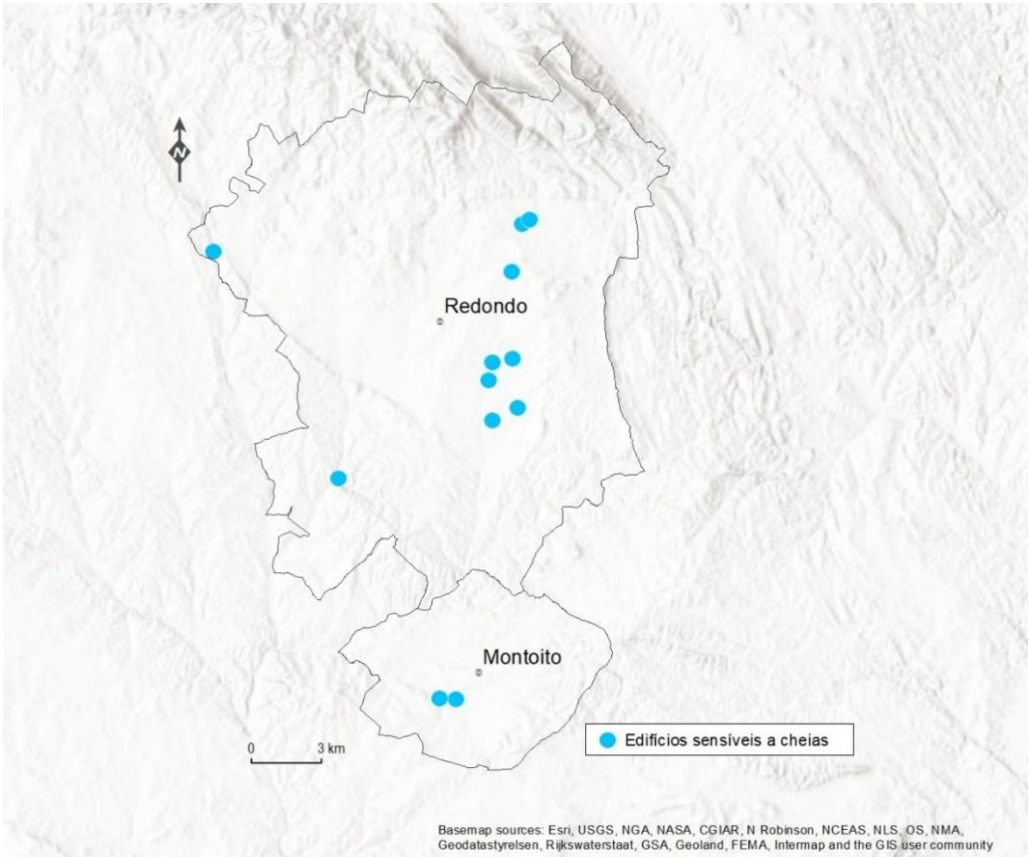 N
Redondo
Montoito
0 3 km
Edifícios sensíveis a cheias
Basemap sources: Esri, USGS, NGA, NASA, CGIAR, N Robinson, NCEAS, NLS, OS, NMA,
Geodatastyrelsen, Rijkswaterstaat, GSA, Geoland, FEMA, Intermap and the GIS user community